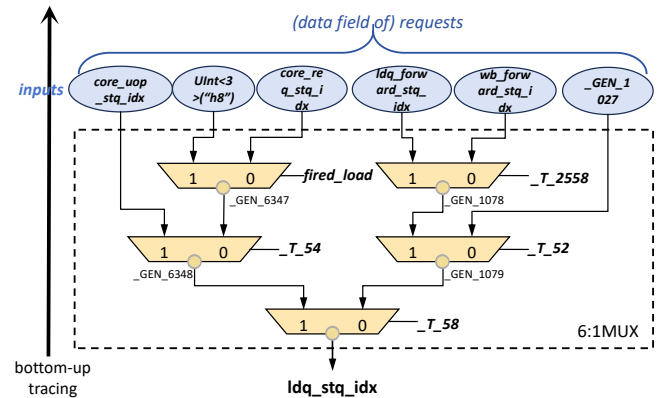 (data field of) requests
inputs
core_uop
_stq_idx
UInt<3
>("h8")
core_re
q_stq_i
dx
ldq_forw
ard_stq_
idx
wb_forw
ard_stq_i
dx
_GEN_1
027
1 0
fired_load
1 0
_T_2558
_GEN_6347
_GEN_1078
1 0
_T_54
1 0
_T_52
_GEN_6348
_GEN_1079
1 0
_T_58
6:1MUX
bottom-up
tracing
ldq_stq_idx